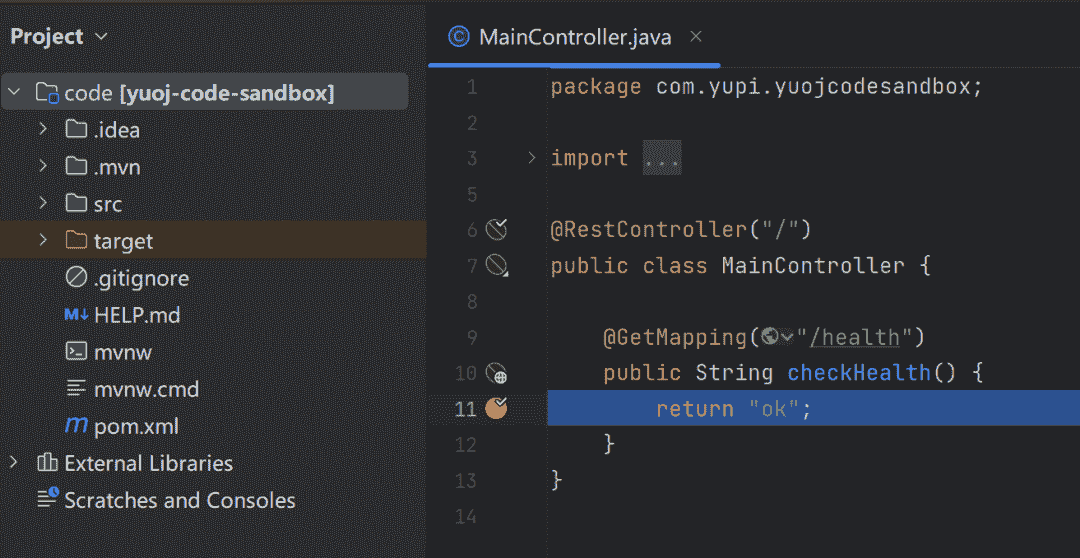 Project
code [yuoj-code-sandbox]
.idea
.mvn
src
target
.gitignore
M↓ HELP.md
mvnw
mvnw.cmd
m pom.xml
External Libraries
Scratches and Consoles
MainController.java
1 package com.yupi.yuojcodesandbox;
2
3 import ...
5
6 @RestController("/")
7 public class MainController {
8
9 @GetMapping("/health")
10 public String checkHealth() {
11 return "ok";
12 }
13 }
14